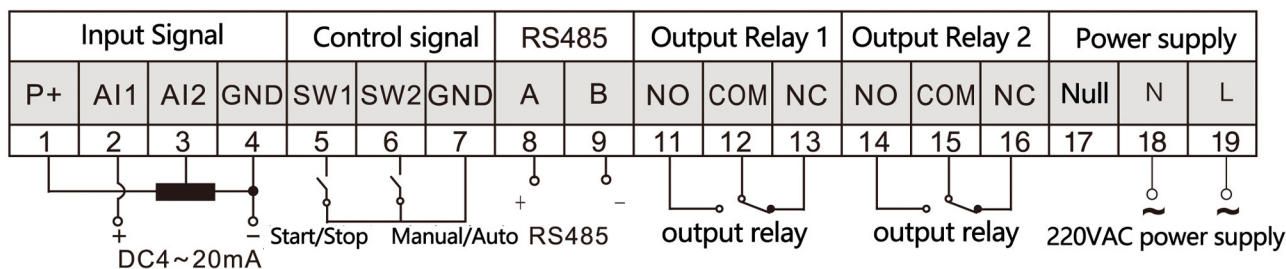 Input Signal Control signal RS485 Output Relay 1 Output Relay 2 Power supply
P+ AI1 AI2 GND SW1 SW2 GND A B NO COM NC NO COM NC Null N L
1 2 3 4 5 6 7 8 9 11 12 13 14 15 16 17 18 19
+ − ~ ~
+ − Start/Stop Manual/Auto RS485 output relay output relay 220VAC power supply
DC4~20mA